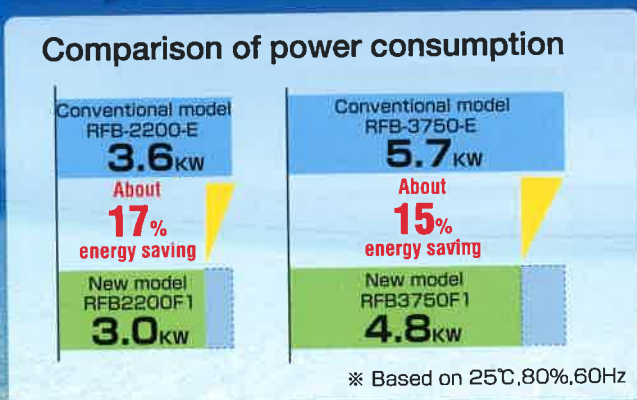 Comparison of power consumption
Conventional model
RFB-2200-E
3.6KW
About
17%
energy saving
New model
RFB2200F1
3.0KW
Conventional model
RFB-3750-E
5.7KW
About
15%
energy saving
New model
RFB3750F1
4.8KW
※ Based on 25℃,80%,60Hz